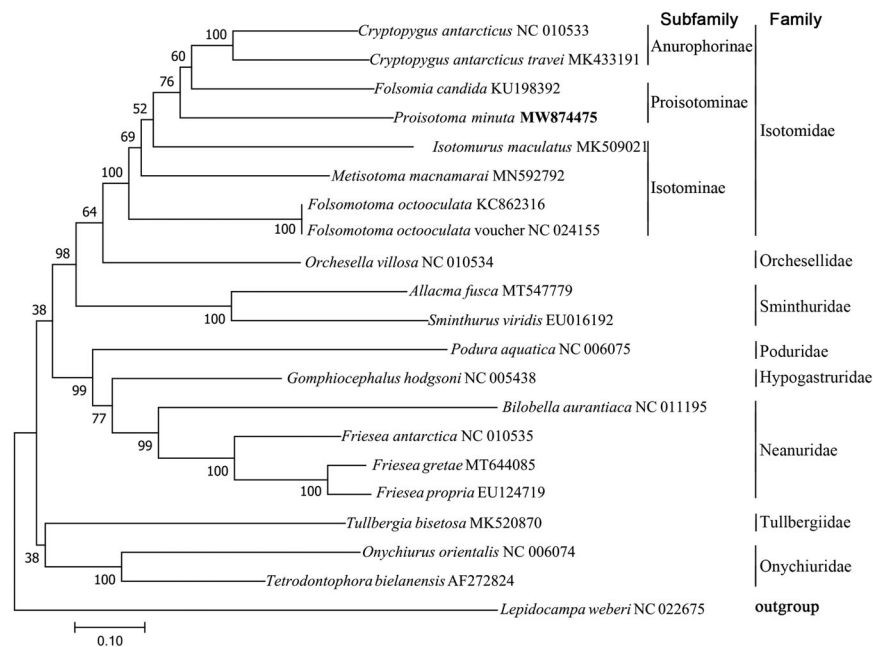 Subfamily Family
100
Cryptopygus antarcticus NC 010533
Anurophorinae
60
Cryptopygus antarcticus travei MK433191
76
Folsomia candida KU198392
Proisotominae
52
Proisotoma minuta MW874475
Isotomidae
69
Isotomurus maculatus MK509021
100
Metisotoma macnamarai MN592792
Isotominae
64
Folsomotoma octooculata KC862316
100
Folsomotoma octooculata voucher NC 024155
98
Orchesella villosa NC 010534
Orchesellidae
Allacma fusca MT547779
Sminthuridae
38
100
Sminthurus viridis EU016192
Podura aquatica NC 006075
Poduridae
99
Gomphiocephalus hodgsoni NC 005438
Hypogastruridae
77
Bilobella aurantiaca NC 011195
99
Friesea antarctica NC 010535
Neanuridae
100
Friesea gretae MT644085
100
Friesea propria EU124719
Tullbergia bisetosa MK520870
Tullbergiidae
38
Onychiurus orientalis NC 006074
Onychiuridae
100
Tetrodontophora bielanensis AF272824
Lepidocampa weberi NC 022675
outgroup
0.10